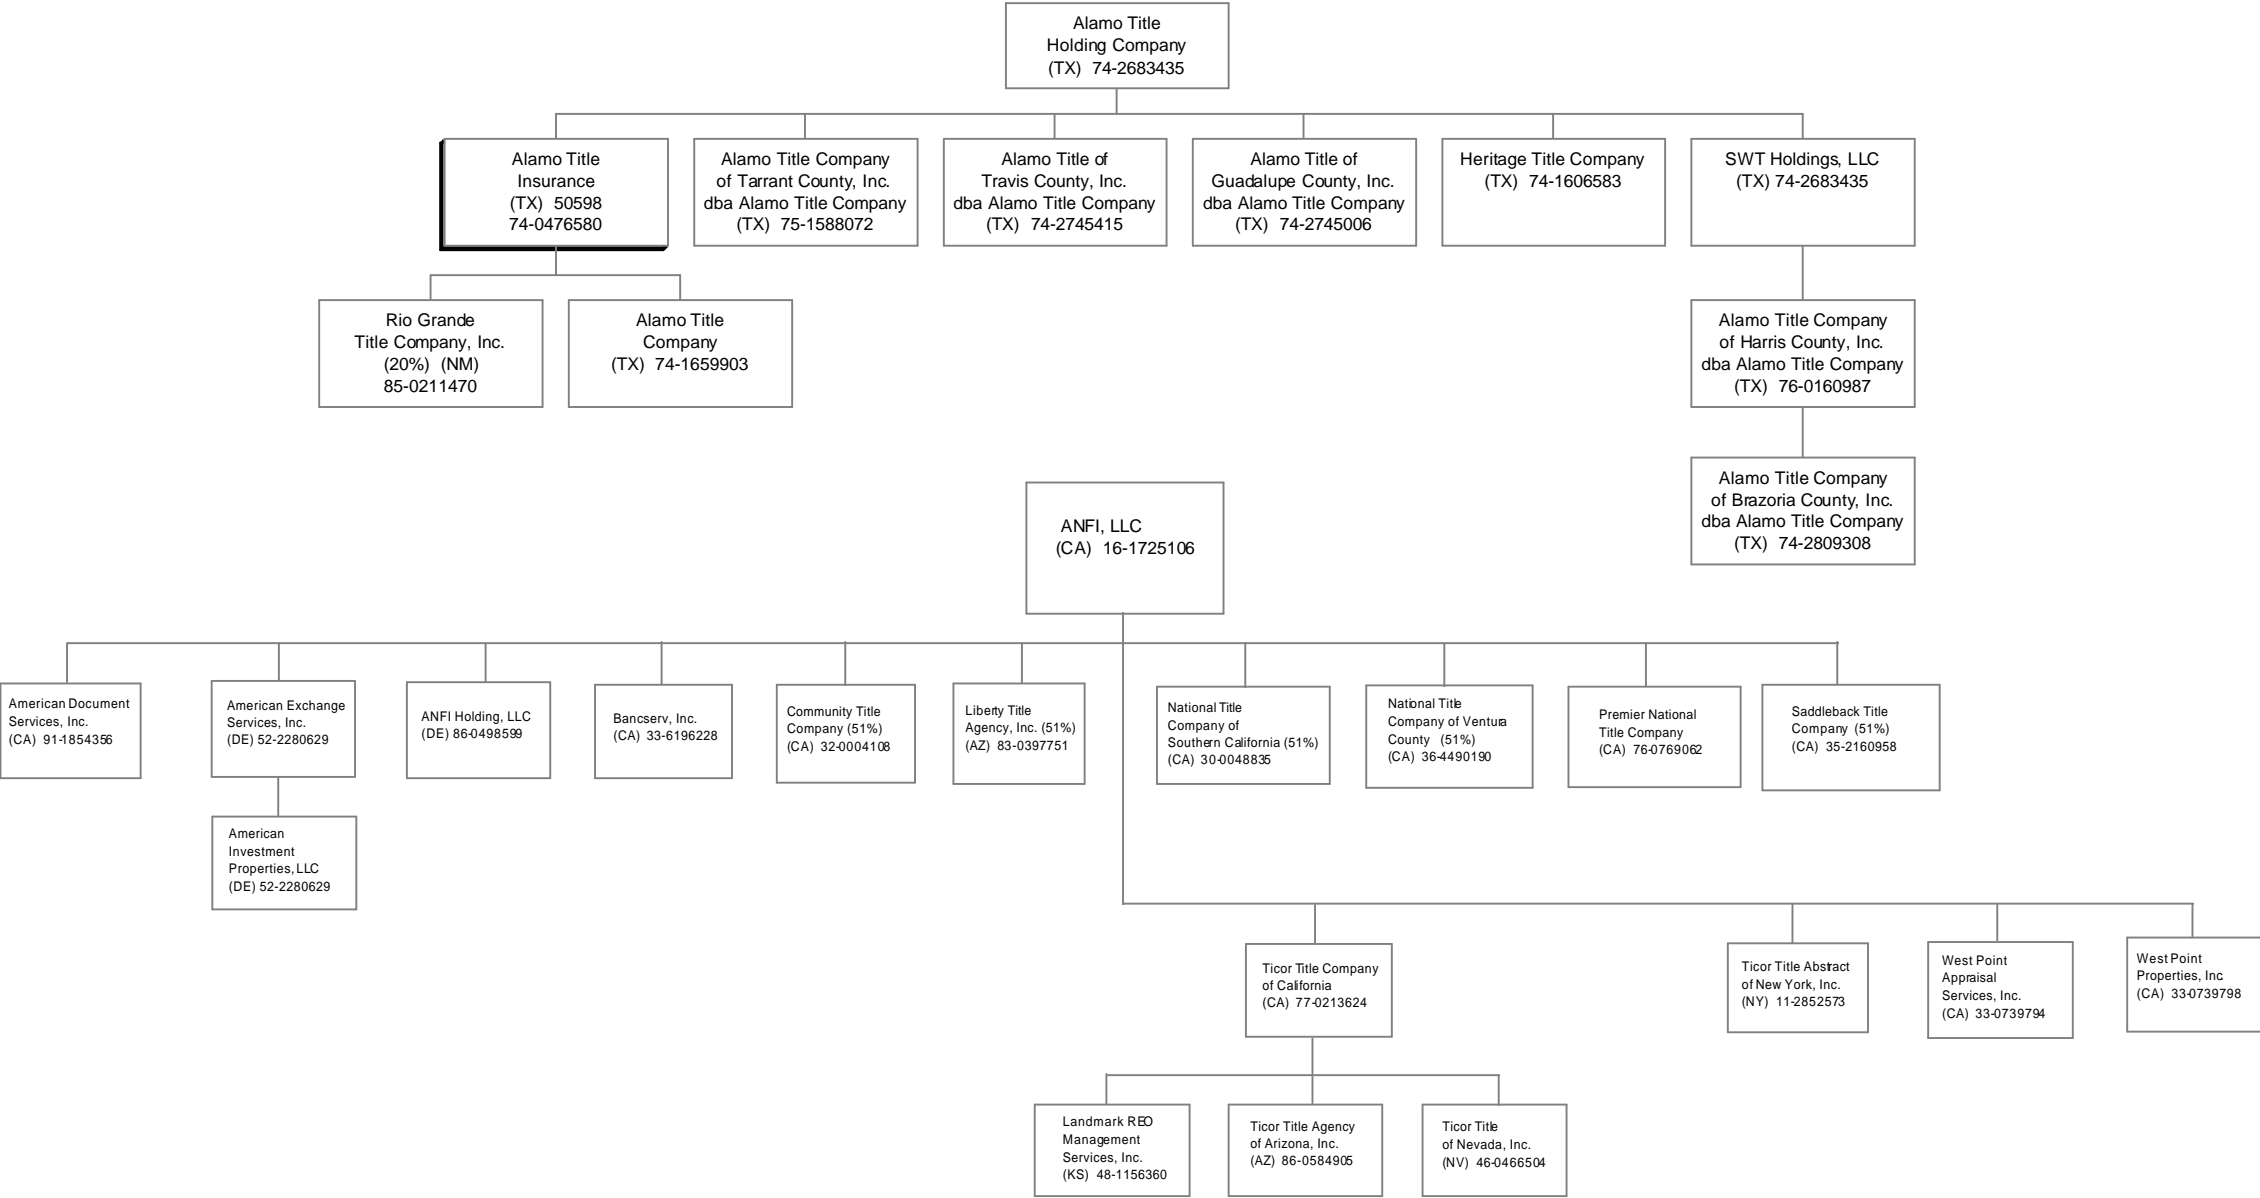 Alamo Title
Holding Company
(TX) 74-2683435
Alamo Title
Insurance
(TX) 50598
74-0476580
Alamo Title Company
of Tarrant County, Inc.
dba Alamo Title Company
(TX) 75-1588072
Alamo Title of
Travis County, Inc.
dba Alamo Title Company
(TX) 74-2745415
Alamo Title of
Guadalupe County, Inc.
dba Alamo Title Company
(TX) 74-2745006
Heritage Title Company
(TX) 74-1606583
SWT Holdings, LLC
(TX) 74-2683435
Rio Grande
Title Company, Inc.
(20%) (NM)
85-0211470
Alamo Title
Company
(TX) 74-1659903
Alamo Title Company
of Harris County, Inc.
dba Alamo Title Company
(TX) 76-0160987
Alamo Title Company
of Brazoria County, Inc.
dba Alamo Title Company
(TX) 74-2809308
ANFI, LLC
(CA) 16-1725106
American Document
Services, Inc.
(CA) 91-1854356
American Exchange
Services, Inc.
(DE) 52-2280629
ANFI Holding, LLC
(DE) 86-0498599
Bancserv, Inc.
(CA) 33-6196228
Community Title
Company (51%)
(CA) 32-0004108
Liberty Title
Agency, Inc. (51%)
(AZ) 83-0397751
National Title
Company of
Southern California (51%)
(CA) 30-0048835
National Title
Company of Ventura
County (51%)
(CA) 36-4490190
Premier National
Title Company
(CA) 76-0769062
Saddleback Title
Company (51%)
(CA) 35-2160958
American
Investment
Properties, LLC
(DE) 52-2280629
Ticor Title Company
of California
(CA) 77-0213624
Ticor Title Abstract
of New York, Inc.
(NY) 11-2852573
West Point
Appraisal
Services, Inc.
(CA) 33-0739794
West Point
Properties, Inc
(CA) 33-0739798
Landmark REO
Management
Services, Inc.
(KS) 48-1156360
Ticor Title Agency
of Arizona, Inc.
(AZ) 86-0584905
Ticor Title
of Nevada, Inc.
(NV) 46-0466504